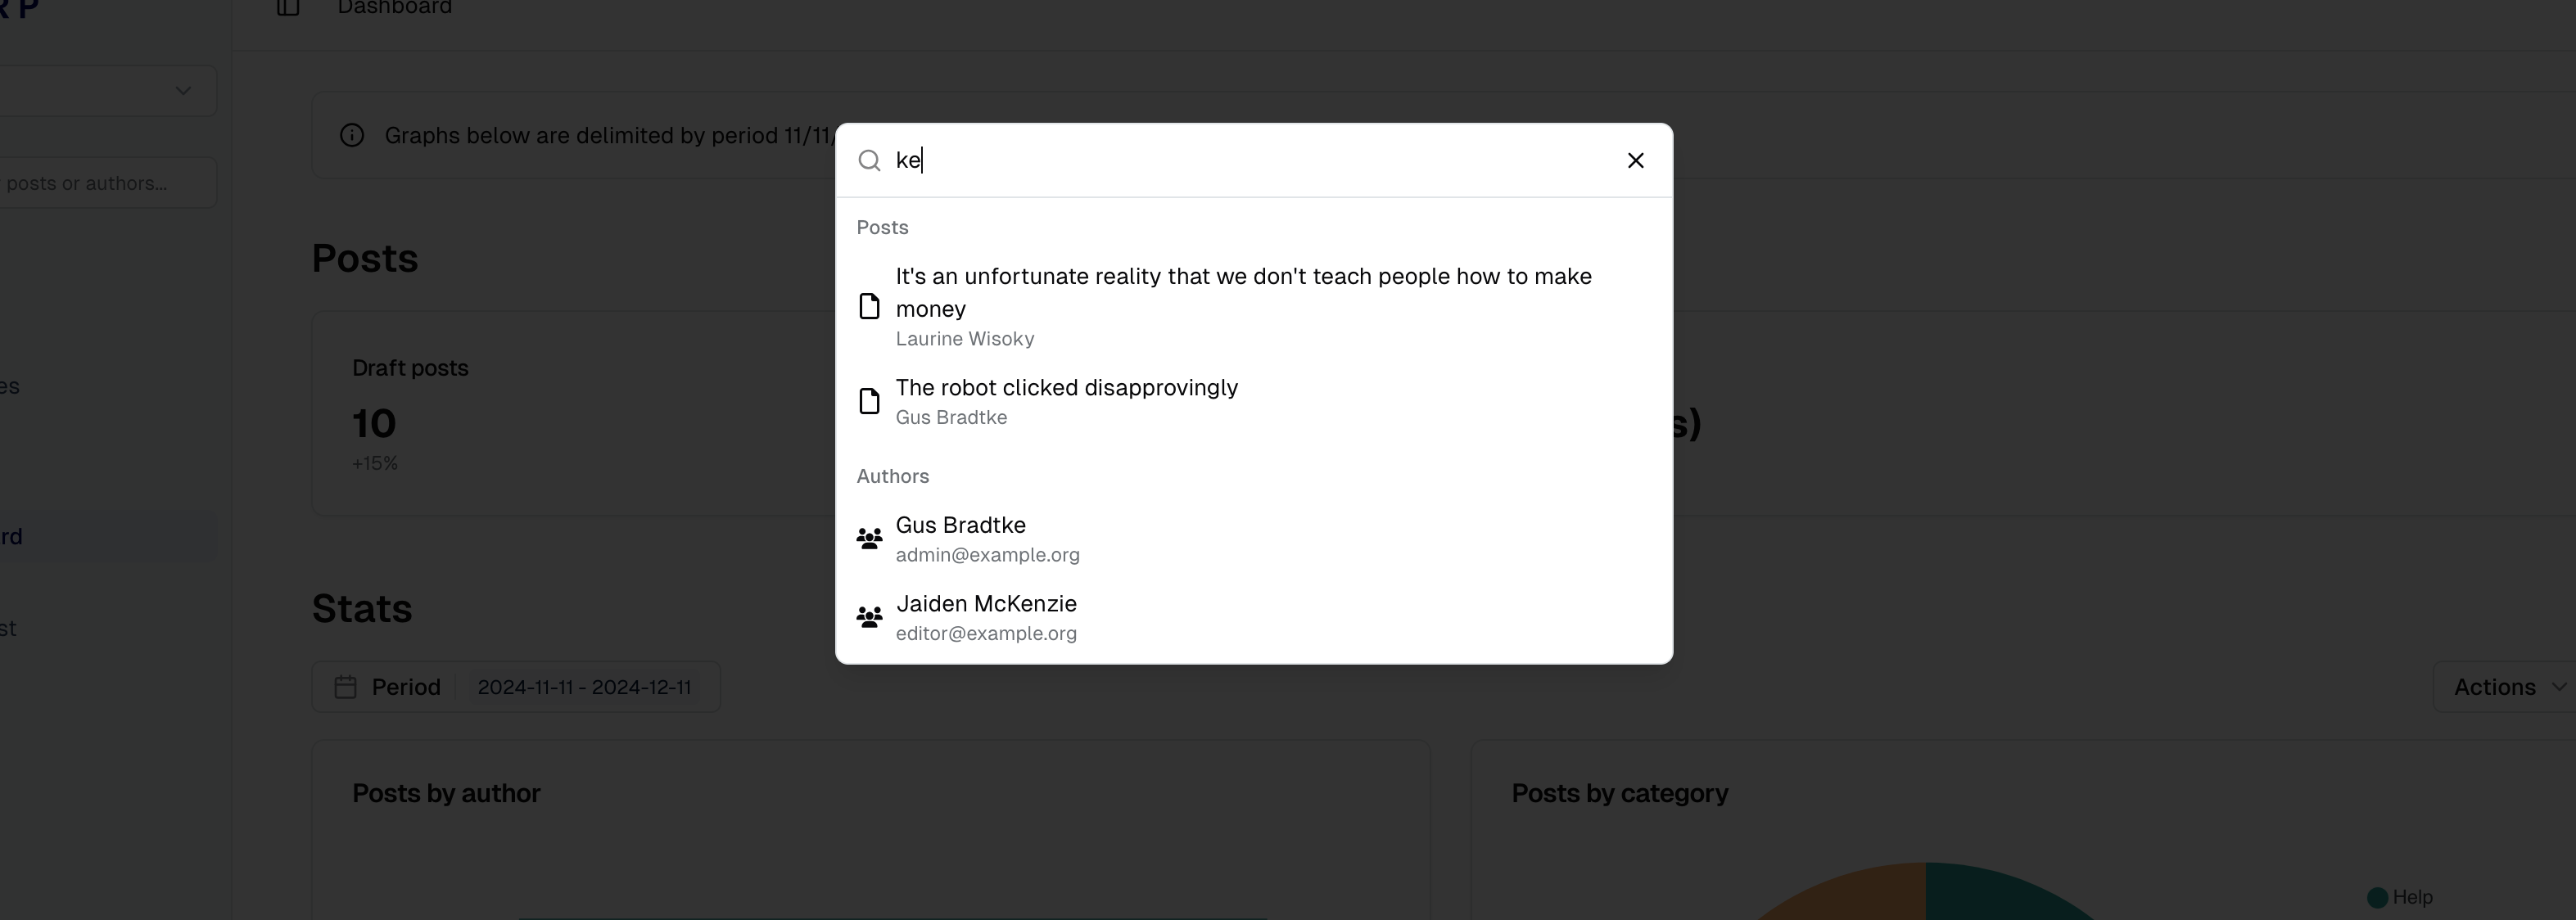 Dashboard
Graphs below are delimited by period 11/11/
posts or authors...
ke
Posts
It's an unfortunate reality that we don't teach people how to make
money
Laurine Wisoky
The robot clicked disapprovingly
Gus Bradtke
Authors
Gus Bradtke
admin@example.org
Jaiden McKenzie
editor@example.org
Posts
Draft posts
10
+15%
s)
Stats
Period
2024-11-11 - 2024-12-11
Actions
Posts by author
Posts by category
Help